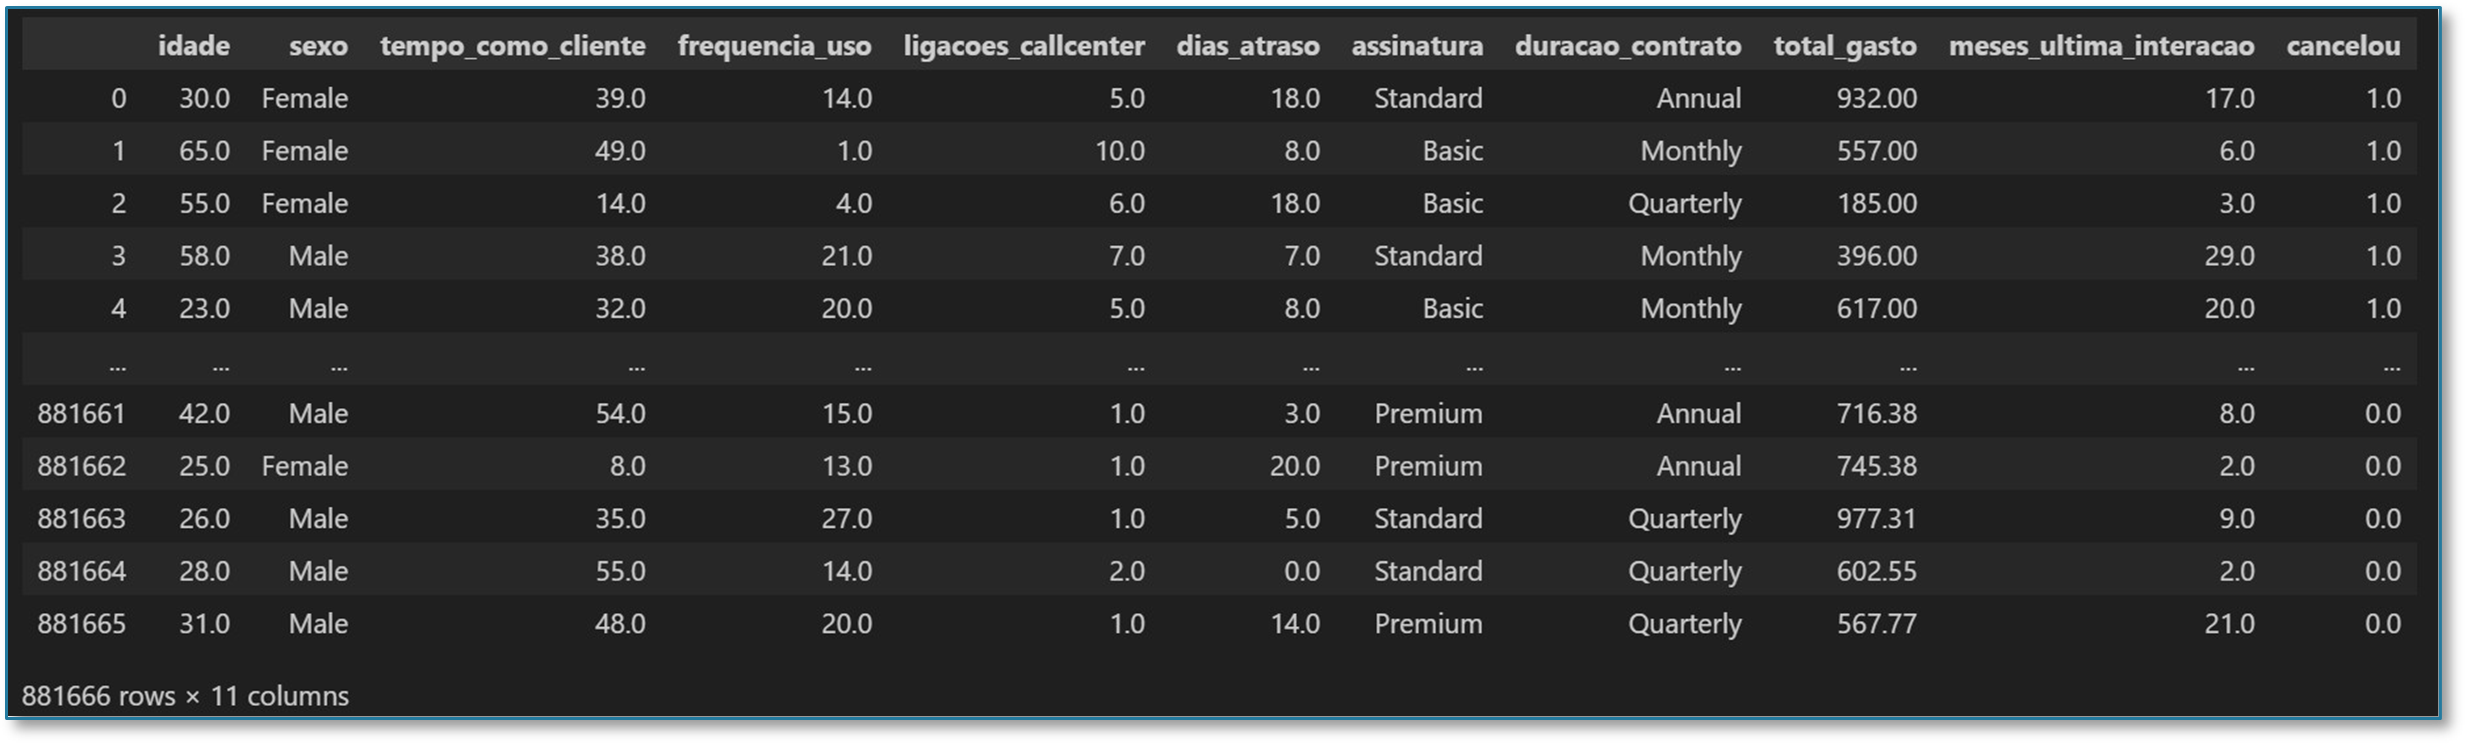 idade sexo tempo_como_cliente frequencia_uso ligacoes_callcenter dias_atraso assinatura duracao_contrato total_gasto meses_ultima_interacao cancelou
0 30.0 Female 39.0 14.0 5.0 18.0 Standard Annual 932.00 17.0 1.0
1 65.0 Female 49.0 1.0 10.0 8.0 Basic Monthly 557.00 6.0 1.0
2 55.0 Female 14.0 4.0 6.0 18.0 Basic Quarterly 185.00 3.0 1.0
3 58.0 Male 38.0 21.0 7.0 7.0 Standard Monthly 396.00 29.0 1.0
4 23.0 Male 32.0 20.0 5.0 8.0 Basic Monthly 617.00 20.0 1.0
... ... ... ... ... ... ... ... ... ... ... ...
881661 42.0 Male 54.0 15.0 1.0 3.0 Premium Annual 716.38 8.0 0.0
881662 25.0 Female 8.0 13.0 1.0 20.0 Premium Annual 745.38 2.0 0.0
881663 26.0 Male 35.0 27.0 1.0 5.0 Standard Quarterly 977.31 9.0 0.0
881664 28.0 Male 55.0 14.0 2.0 0.0 Standard Quarterly 602.55 2.0 0.0
881665 31.0 Male 48.0 20.0 1.0 14.0 Premium Quarterly 567.77 21.0 0.0
881666 rows × 11 columns